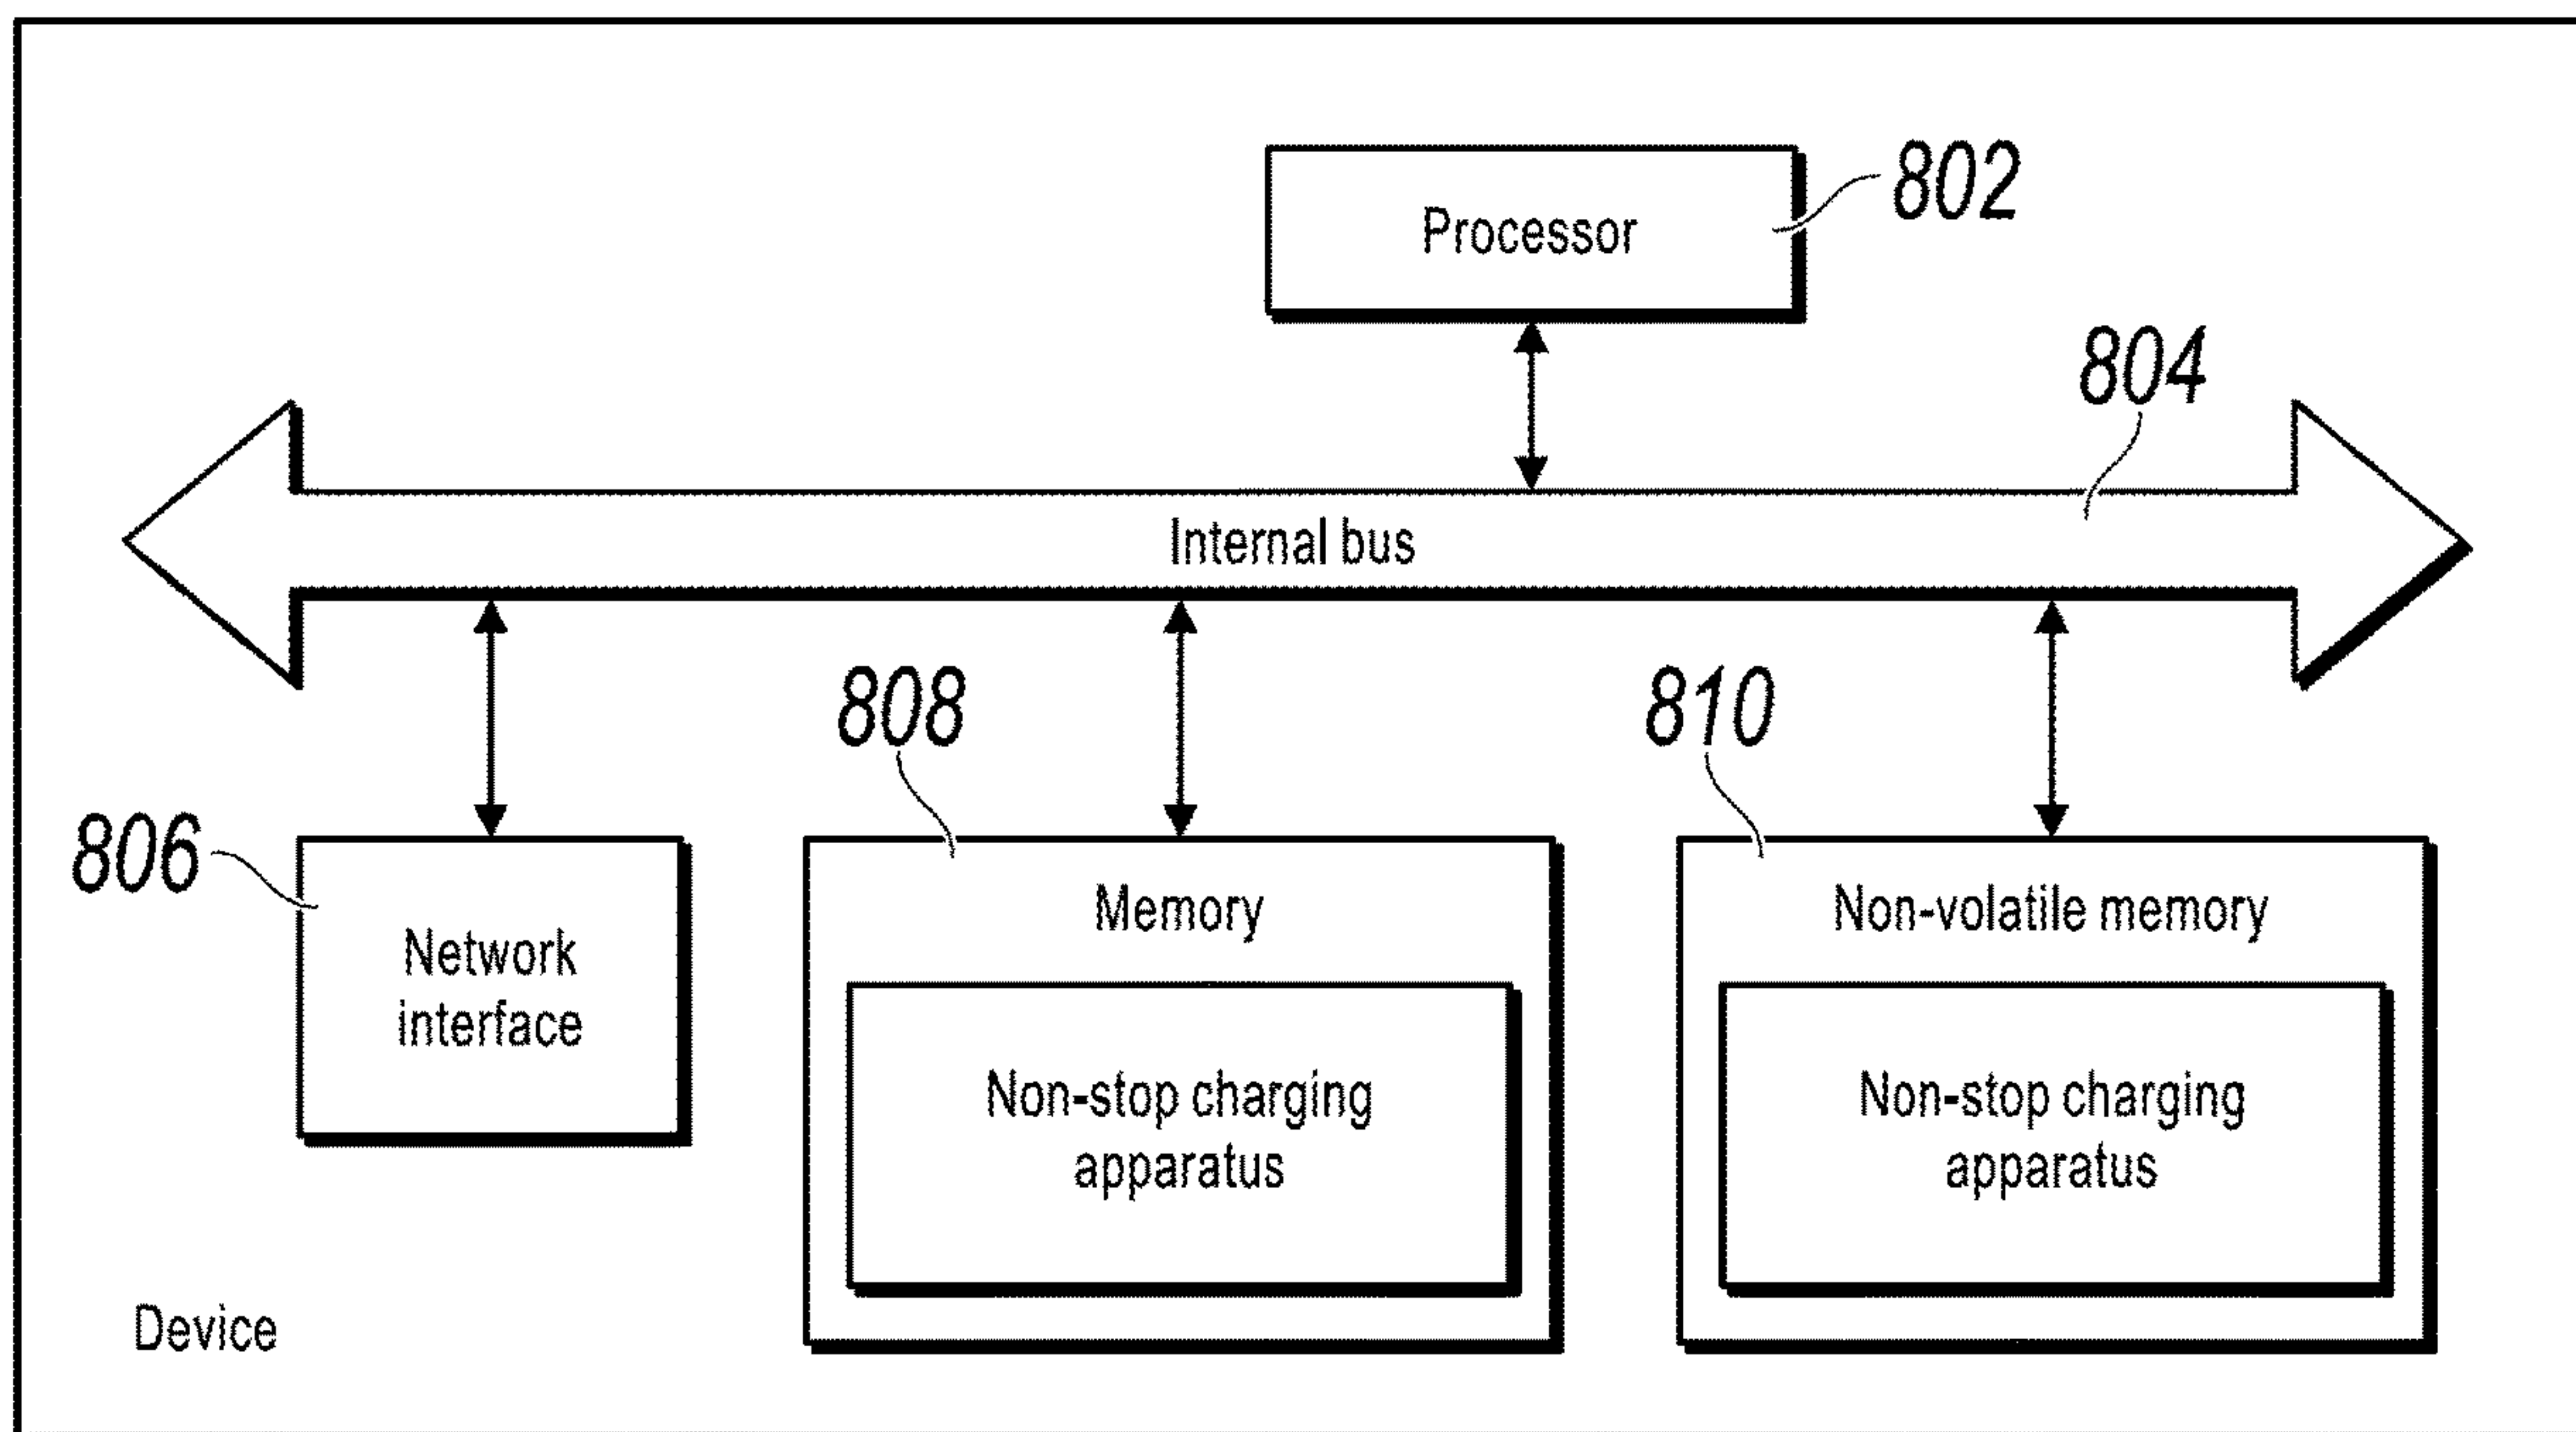 802
Processor
804
Internal bus
808
810
806
Network
interface
Memory
Non-stop charging
apparatus
Non-volatile memory
Non-stop charging
apparatus
Device